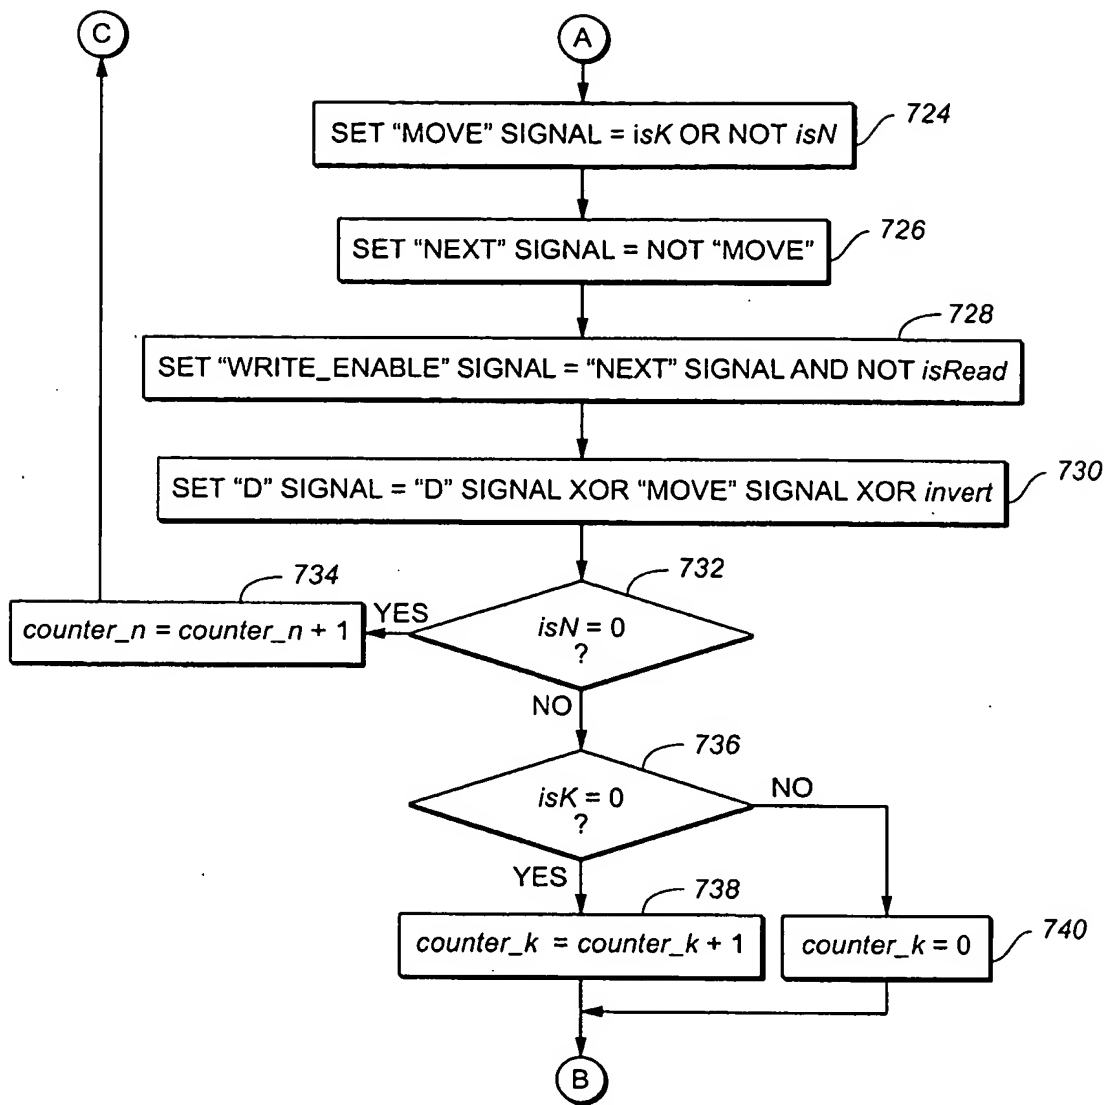 C
A
724
SET “MOVE” SIGNAL = isK OR NOT isN
726
SET “NEXT” SIGNAL = NOT “MOVE”
728
SET “WRITE_ENABLE” SIGNAL = “NEXT” SIGNAL AND NOT isRead
730
SET “D” SIGNAL = “D” SIGNAL XOR “MOVE” SIGNAL XOR invert
732
734
isN = 0
?
YES
counter_n = counter_n + 1
NO
736
isK = 0
?
NO
YES
738
counter_k = counter_k + 1
740
counter_k = 0
B